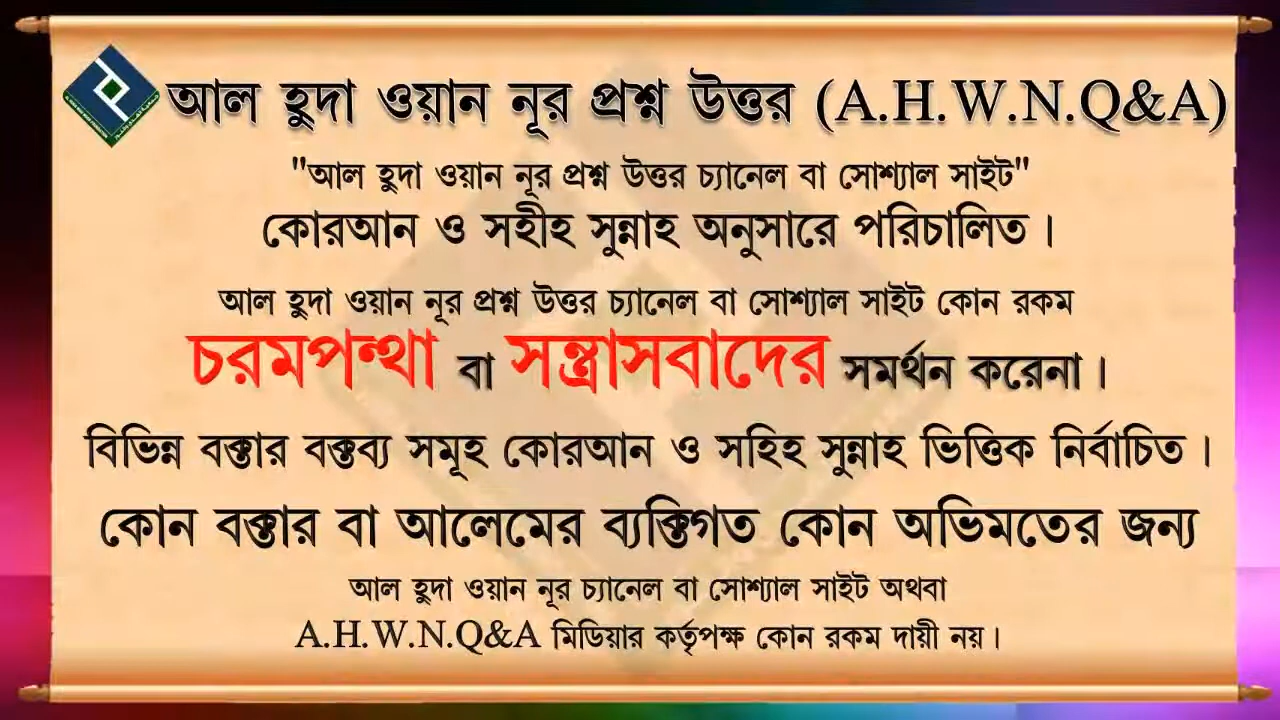 আল হুদা ওয়ান নূর প্রশ্ন উত্তর (A.H.W.N.Q&A)
"আল হুদা ওয়ান নূর প্রশ্ন উত্তর চ্যানেল বা সোশ্যাল সাইট"
কোরআন ও সহীহ সুন্নাহ অনুসারে পরিচালিত।
আল হুদা ওয়ান নূর প্রশ্ন উত্তর চ্যানেল বা সোশ্যাল সাইট কোন রকম
চরমপন্থা বা সন্ত্রাসবাদের সমর্থন করেনা।
বিভিন্ন বক্তার বক্তব্য সমূহ কোরআন ও সহিহ সুন্নাহ ভিত্তিক নির্বাচিত।
কোন বক্তার বা আলেমের ব্যক্তিগত কোন অভিমতের জন্য
আল হুদা ওয়ান নূর চ্যানেল বা সোশ্যাল সাইট অথবা
A.H.W.N.Q&A মিডিয়ার কর্তৃপক্ষ কোন রকম দায়ী নয়।